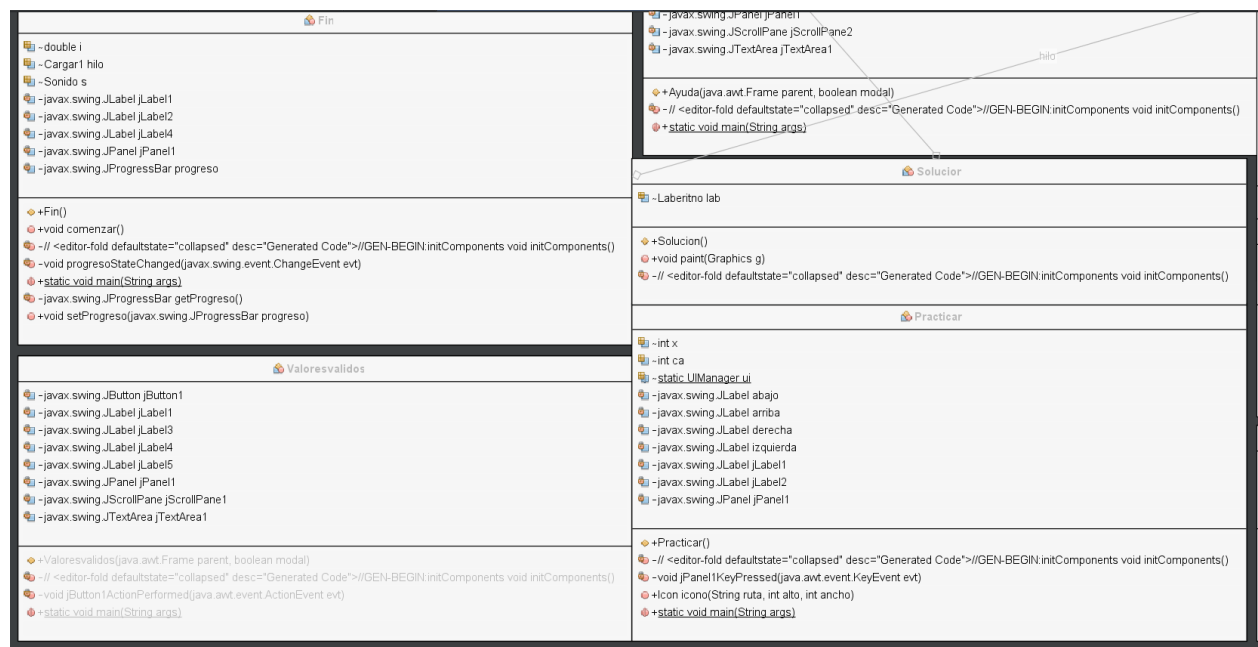 Fin
~double i
~Cargar1 hilo
~Sonido s
-javax.swing.JLabel jLabel1
-javax.swing.JLabel jLabel2
-javax.swing.JLabel jLabel4
-javax.swing.JPanel jPanel1
-javax.swing.JProgressBar progreso
+Fin()
+void comenzar()
-// <editor-fold defaultstate="collapsed" desc="Generated Code">//GEN-BEGIN:initComponents void initComponents()
-void progresoStateChanged(javax.swing.event.ChangeEvent evt)
+static void main(String args)
-javax.swing.JProgressBar getProgreso()
+void setProgreso(javax.swing.JProgressBar progreso)
Valoresvalidos
-javax.swing.JButton jButton1
-javax.swing.JLabel jLabel1
-javax.swing.JLabel jLabel3
-javax.swing.JLabel jLabel4
-javax.swing.JLabel jLabel5
-javax.swing.JPanel jPanel1
-javax.swing.JScrollPane jScrollPane1
-javax.swing.JTextArea jTextArea1
+Valoresvalidos(java.awt.Frame parent, boolean modal)
-// <editor-fold defaultstate="collapsed" desc="Generated Code">//GEN-BEGIN:initComponents void initComponents()
-void jButton1ActionPerformed(java.awt.event.ActionEvent evt)
+static void main(String args)
-javax.swing.JPanel jPanel1
-javax.swing.JScrollPane jScrollPane2
-javax.swing.JTextArea jTextArea1
hilo
+Ayuda(java.awt.Frame parent, boolean modal)
-// <editor-fold defaultstate="collapsed" desc="Generated Code">//GEN-BEGIN:initComponents void initComponents()
+static void main(String args)
Solucior
~Laberitno lab
+Solucion()
+void paint(Graphics g)
-// <editor-fold defaultstate="collapsed" desc="Generated Code">//GEN-BEGIN:initComponents void initComponents()
Practicar
~int x
~int ca
~static UIManager ui
-javax.swing.JLabel abajo
-javax.swing.JLabel arriba
-javax.swing.JLabel derecha
-javax.swing.JLabel izquierda
-javax.swing.JLabel jLabel1
-javax.swing.JLabel jLabel2
-javax.swing.JPanel jPanel1
+Practicar()
-// <editor-fold defaultstate="collapsed" desc="Generated Code">//GEN-BEGIN:initComponents void initComponents()
-void jPanel1KeyPressed(java.awt.event.KeyEvent evt)
+Icon icono(String ruta, int alto, int ancho)
+static void main(String args)